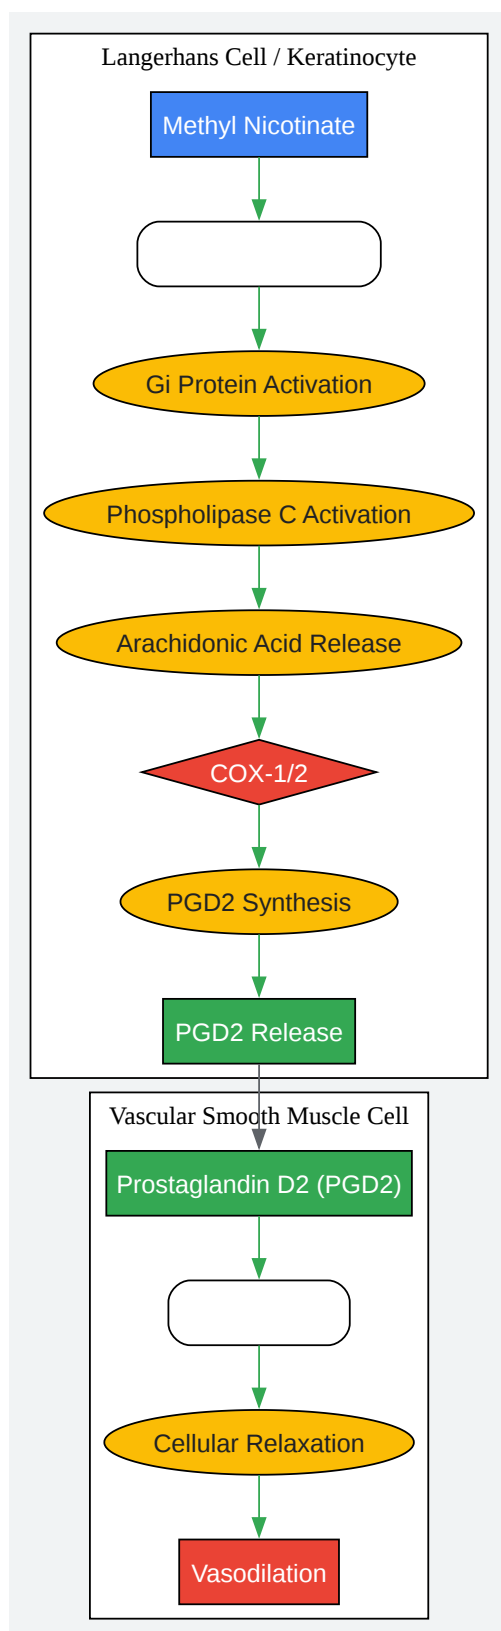 Langerhans Cell / Keratinocyte
Methyl Nicotinate
Gi Protein Activation
Phospholipase C Activation
Arachidonic Acid Release
COX-1/2
PGD2 Synthesis
PGD2 Release
Vascular Smooth Muscle Cell
Prostaglandin D2 (PGD2)
Cellular Relaxation
Vasodilation